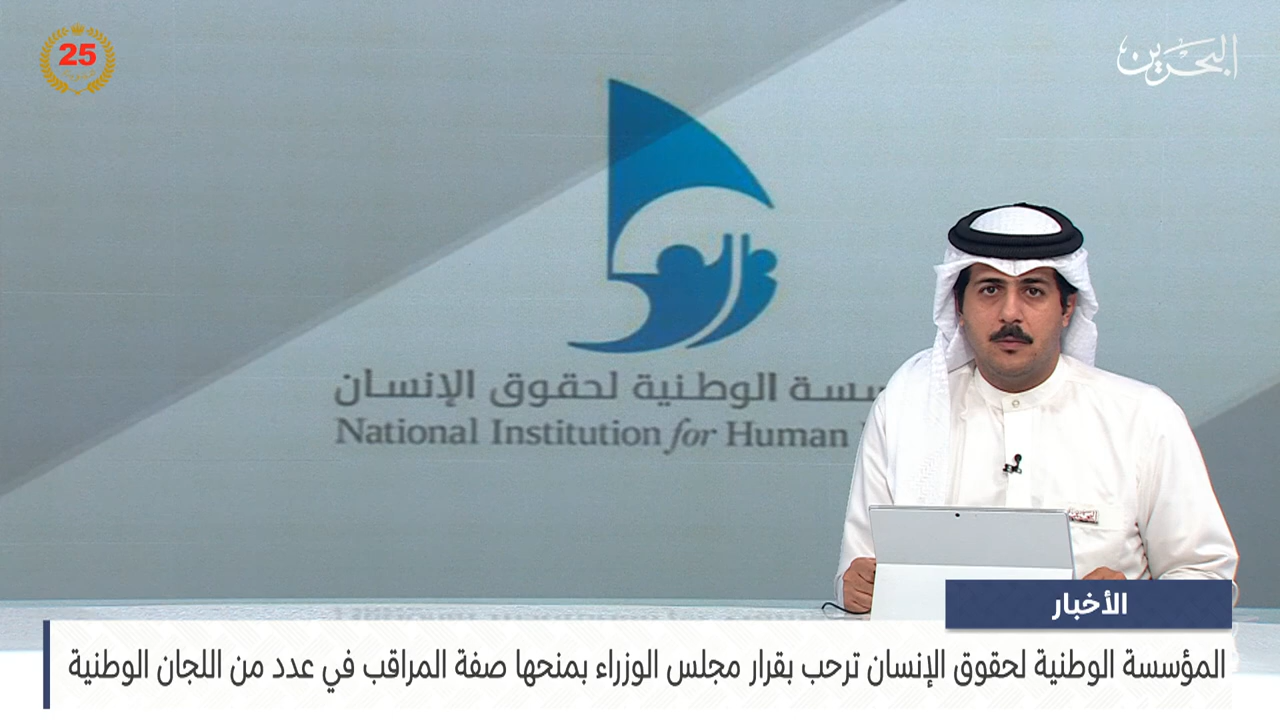 25
البحرين
ـسسة الوطنية لحقوق الإنسان
National Institution for Human
الأخبار
المؤسسة الوطنية لحقوق الإنسان ترحب بقرار مجلس الوزراء بمنحها صفة المراقب في عدد من اللجان الوطنية